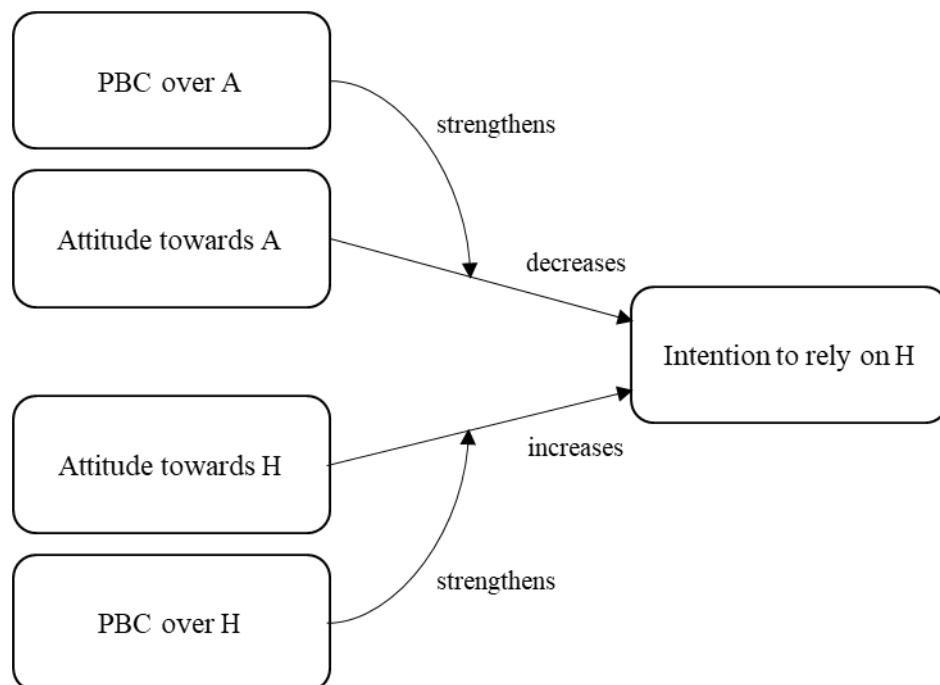 PBC over A
strengthens
Attitude towards A
decreases
Intention to rely on H
Attitude towards H
increases
strengthens
PBC over H